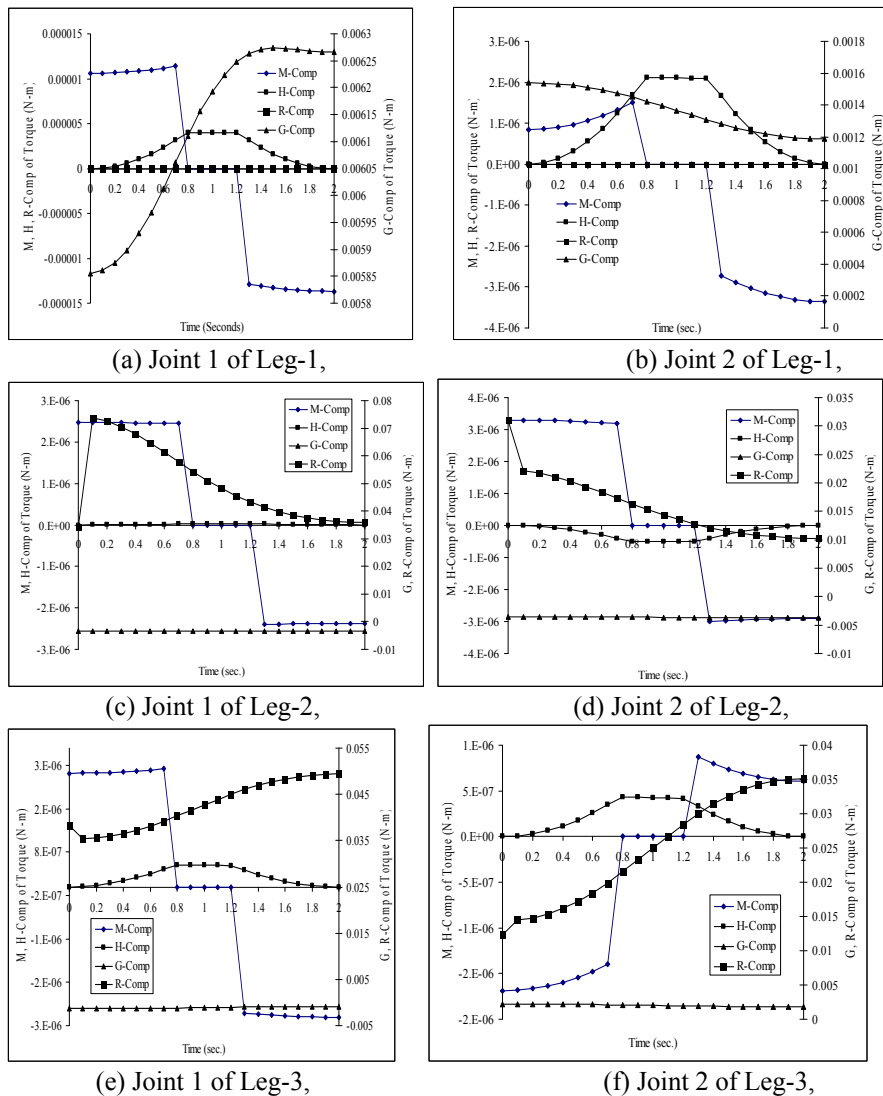 M, H, R-Comp of Torque (N-m)
0.000015
0.00001
0.000005
0
-0.000005
-0.00001
-0.000015
0 0.2 0.4 0.6 0.8 1 1.2 1.4 1.6 1.8 2
M-Comp
H-Comp
R-Comp
G-Comp
0.0063
0.00625
0.0062
0.00615
0.0061
0.00605
0.006
0.00595
0.0059
0.00585
0.0058
G-Comp of Torque (N-m)
Time (Seconds)
(a) Joint 1 of Leg-1,
M, H, R-Comp of Torque (N-m)
3.E-06
2.E-06
1.E-06
0.E+00
-1.E-06
-2.E-06
-3.E-06
-4.E-06
0 0.2 0.4 0.6 0.8 1 1.2 1.4 1.6 1.8 2
M-Comp
H-Comp
R-Comp
G-Comp
0.0018
0.0016
0.0014
0.0012
0.001
0.0008
0.0006
0.0004
0.0002
0
G-Comp of Torque (N-m)
Time (sec.)
(b) Joint 2 of Leg-1,
M, H-Comp of Torque (N-m)
3.E-06
2.E-06
1.E-06
0.E+00
-1.E-06
-2.E-06
3.E-06
0 0.2 0.4 0.6 0.8 1 1.2 1.4 1.6 1.8 2
M-Comp
H-Comp
G-Comp
R-Comp
0.08
0.07
0.06
0.05
0.04
0.03
0.02
0.01
0
-0.01
G, R-Comp of Torque (N-m)
Time (sec.)
(c) Joint 1 of Leg-2,
M, H-Comp of Torque (N-m)
4.E-06
3.E-06
2.E-06
1.E-06
0.E+00
-1.E-06
-2.E-06
-3.E-06
-4.E-06
0 0.2 0.4 0.6 0.8 1 1.2 1.4 1.6 1.8 2
M-Comp
H-Comp
G-Comp
R-Comp
0.035
0.03
0.025
0.02
0.015
0.01
0.005
0
-0.005
-0.01
G, R-Comp of Torque (N-m)
Time (sec.)
(d) Joint 2 of Leg-2,
M, H-Comp of Torque (N-m)
3.E-06
2.E-06
8.E-07
-2.E-07
-1.E-06
-2.E-06
-3.E-06
0 0.2 0.4 0.6 0.8 1 1.2 1.4 1.6 1.8 2
M-Comp
H-Comp
G-Comp
R-Comp
0.055
0.045
0.035
0.025
0.015
0.005
-0.005
G, R-Comp of Torque (N-m)
Time (sec.)
(e) Joint 1 of Leg-3,
M, H-Comp of Torque (N-m)
1.E-06
5.E-07
0.E+00
-5.E-07
-1.E-06
-2.E-06
-2.E-06
0 0.2 0.4 0.6 0.8 1 1.2 1.4 1.6 1.8 2
M-Comp
H-Comp
G-Comp
R-Comp
0.04
0.035
0.03
0.025
0.02
0.015
0.01
0.005
0
G, R-Comp of Torque (N-m)
Time (sec.)
(f) Joint 2 of Leg-3,